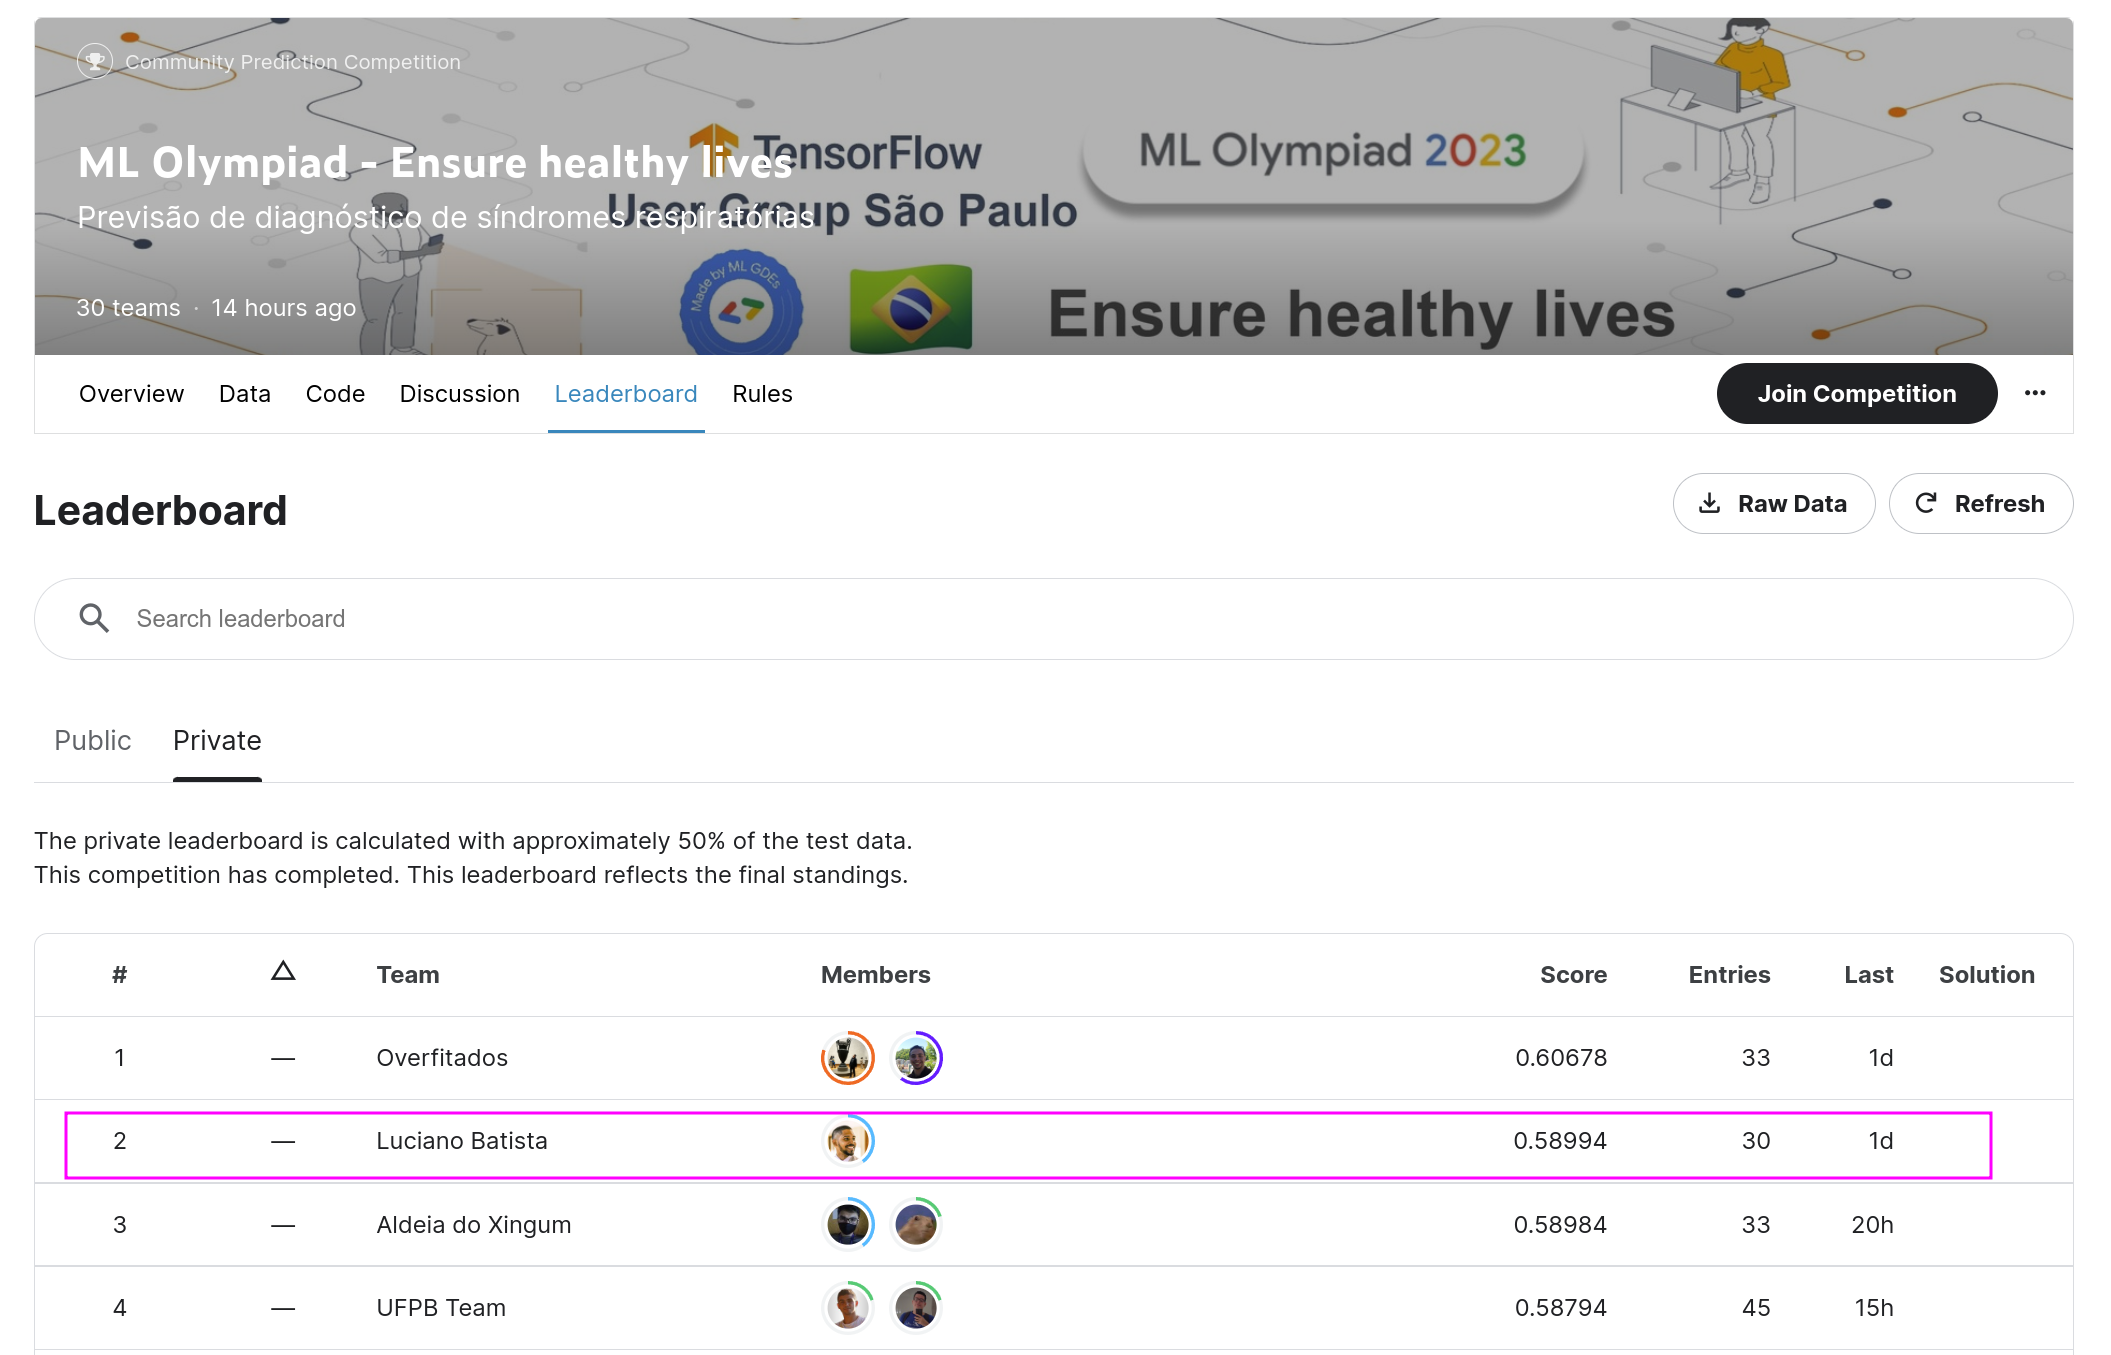 Community Prediction Competition
ML Olympiad - Ensure healthy lives
Previsão de diagnóstico de síndromes respiratórias
30 teams · 14 hours ago
TensorFlow
User Group São Paulo
ML Olympiad 2023
Made by ML GDEs
Ensure healthy lives
Overview Data Code Discussion Leaderboard Rules
Join Competition
Leaderboard
Raw Data Refresh
Search leaderboard
Public Private
The private leaderboard is calculated with approximately 50% of the test data.
This competition has completed. This leaderboard reflects the final standings.
# △ Team Members Score Entries Last Solution
1 — Overfitados 0.60678 33 1d
2 — Luciano Batista 0.58994 30 1d
3 — Aldeia do Xingum 0.58984 33 20h
4 — UFPB Team 0.58794 45 15h